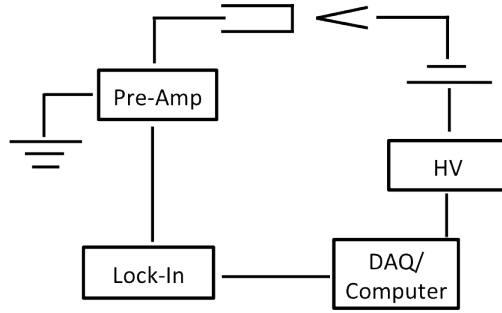 Pre-Amp
HV
Lock-In
DAQ/
Computer